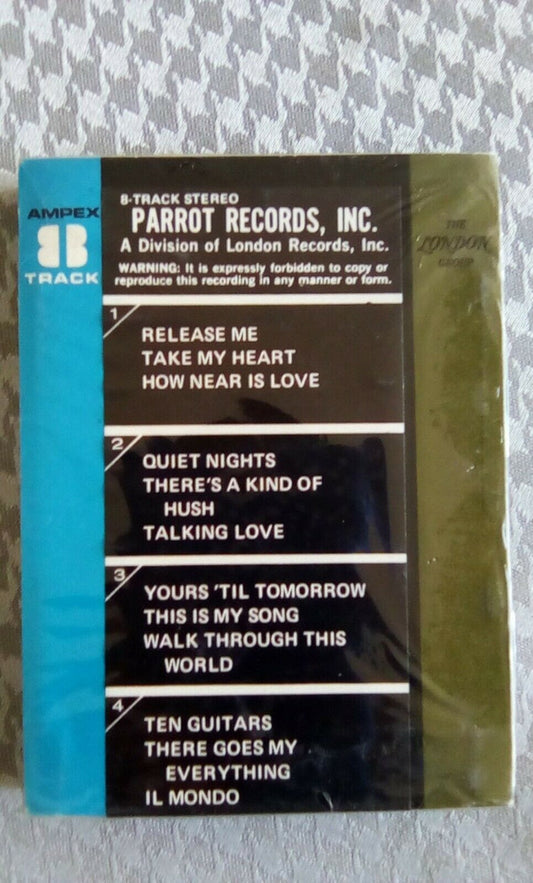 AMPEX
8
TRACK
8-TRACK STEREO
PARROT RECORDS, INC.
A Division of London Records, Inc.
WARNING: It is expressly forbidden to copy or
reproduce this recording in any manner or form.
THE
LONDON
GROUP
1
RELEASE ME
TAKE MY HEART
HOW NEAR IS LOVE
2
QUIET NIGHTS
THERE'S A KIND OF
HUSH
TALKING LOVE
3
YOURS 'TIL TOMORROW
THIS IS MY SONG
WALK THROUGH THIS
WORLD
4
TEN GUITARS
THERE GOES MY
EVERYTHING
IL MONDO